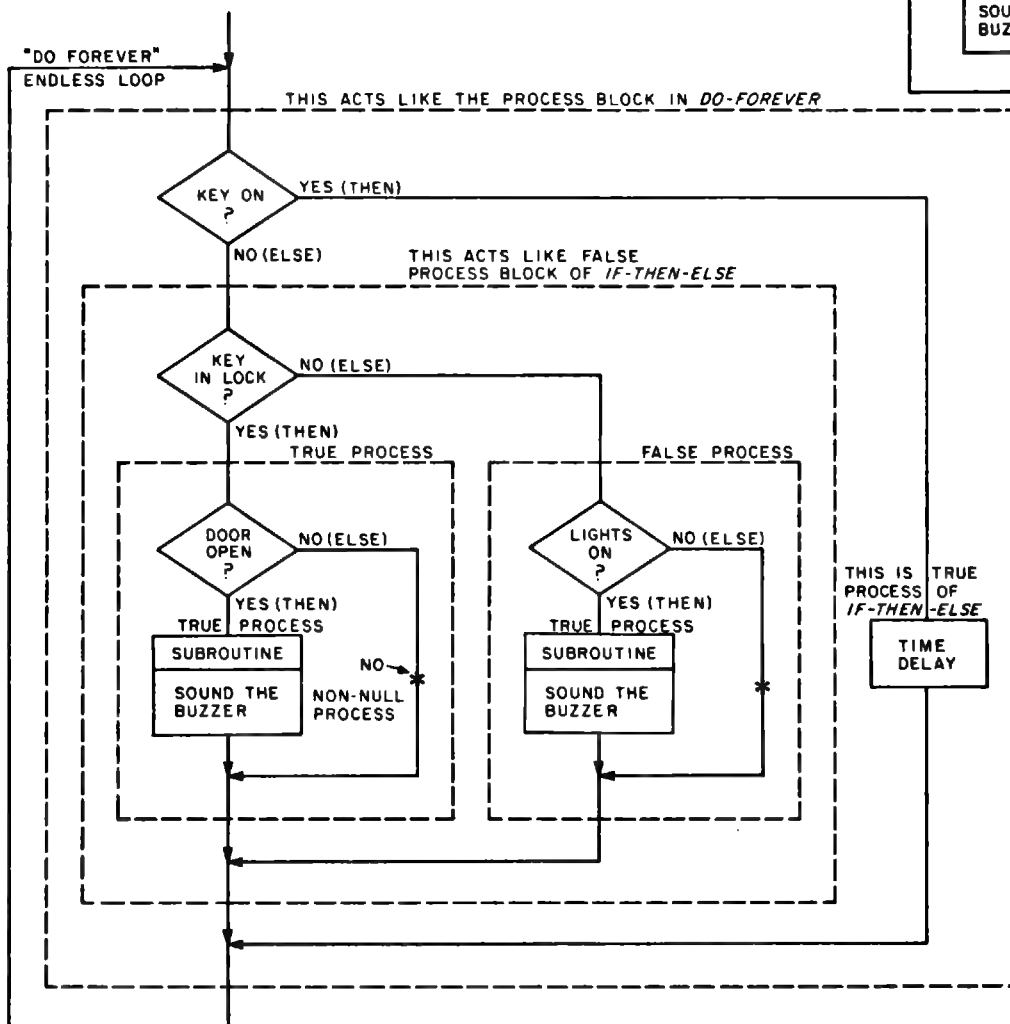 SOU
BUZ
"DO FOREVER"
ENDLESS LOOP
THIS ACTS LIKE THE PROCESS BLOCK IN DO-FOREVER
KEY ON
?
YES (THEN)
NO (ELSE)
THIS ACTS LIKE FALSE
PROCESS BLOCK OF IF-THEN-ELSE
KEY
IN LOCK
?
NO (ELSE)
YES (THEN)
TRUE PROCESS
FALSE PROCESS
DOOR
OPEN
?
NO (ELSE)
YES (THEN)
TRUE PROCESS
SUBROUTINE
SOUND THE
BUZZER
NO
NON-NULL
PROCESS
LIGHTS
ON
?
NO (ELSE)
YES (THEN)
TRUE PROCESS
SUBROUTINE
SOUND THE
BUZZER
THIS IS TRUE
PROCESS OF
IF-THEN-ELSE
TIME
DELAY